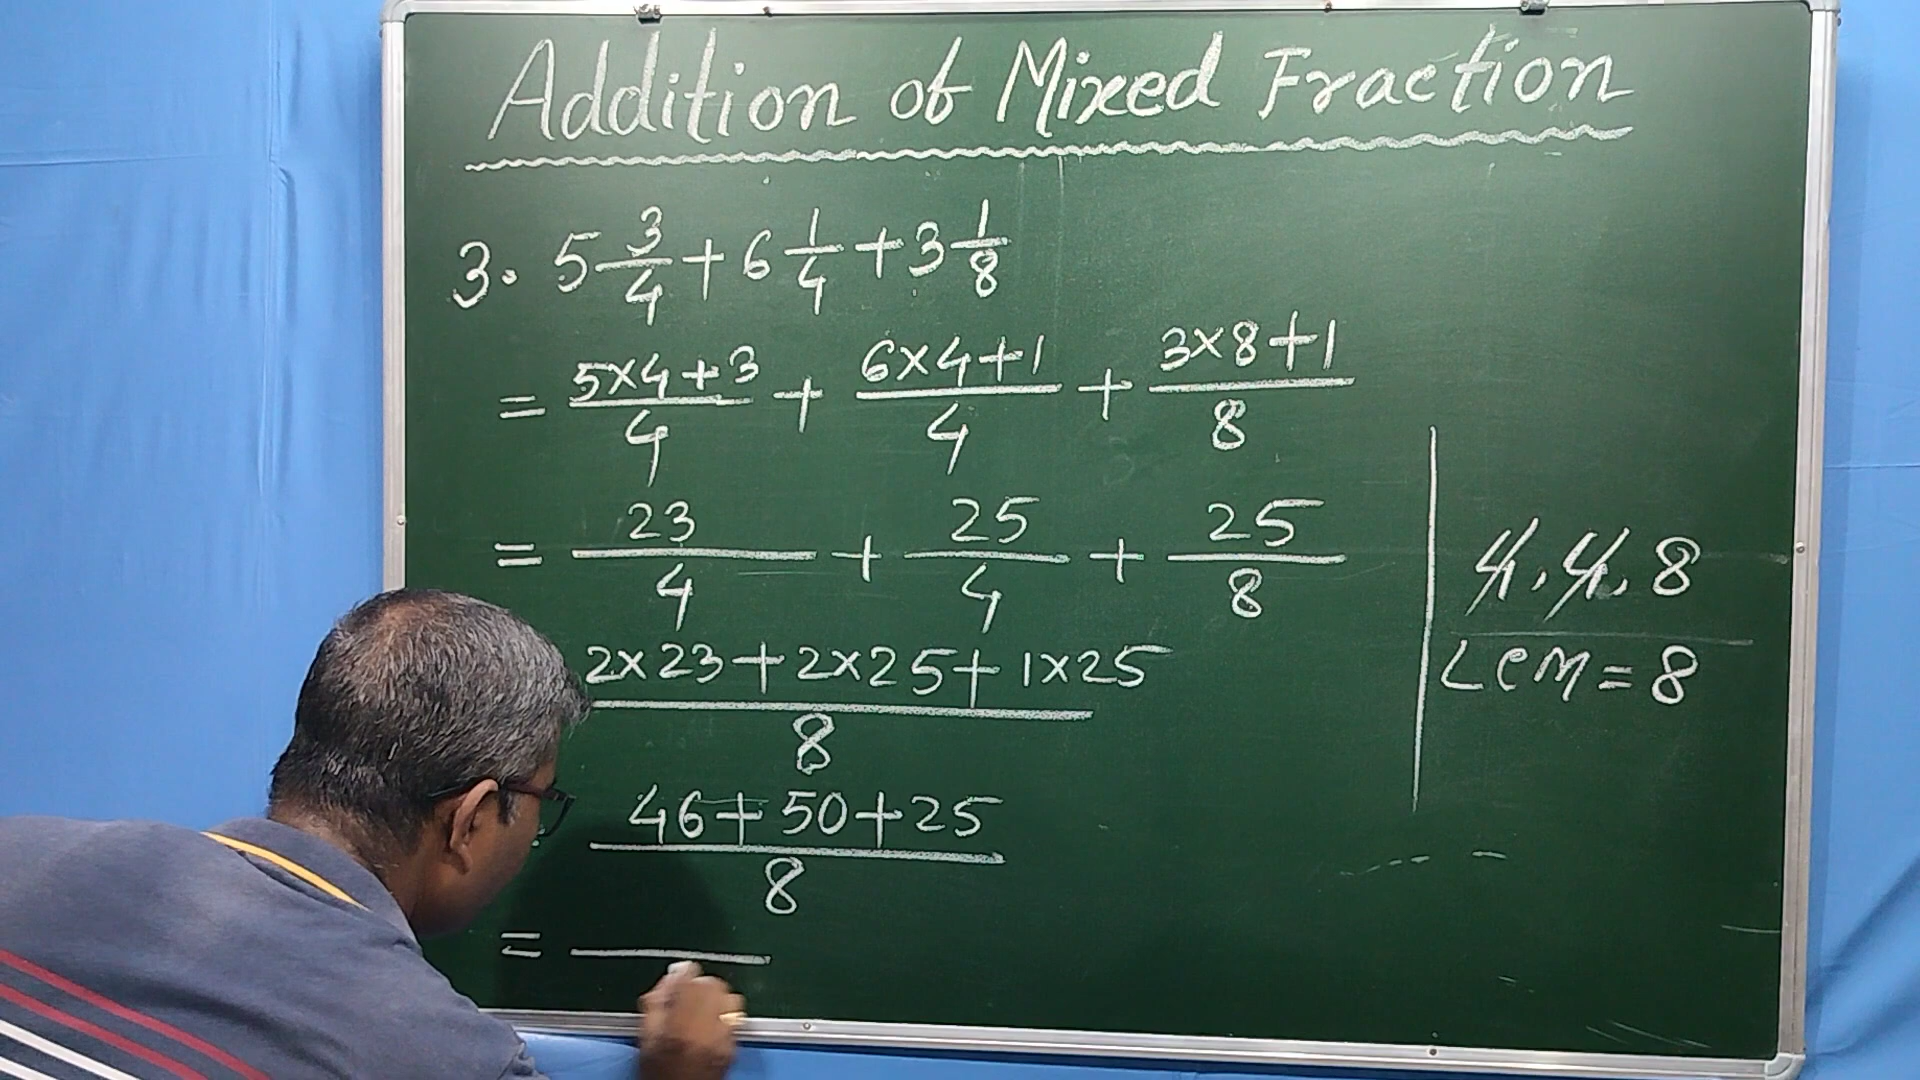 Addition of Mixed Fraction
3. 5 3/4 + 6 1/4 + 3 1/8
= 5×4+3/4 + 6×4+1/4 + 3×8+1/8
= 23/4 + 25/4 + 25/8
4, 4, 8
2×23+2×25+1×25/8
LCM = 8
46+50+25/8
=